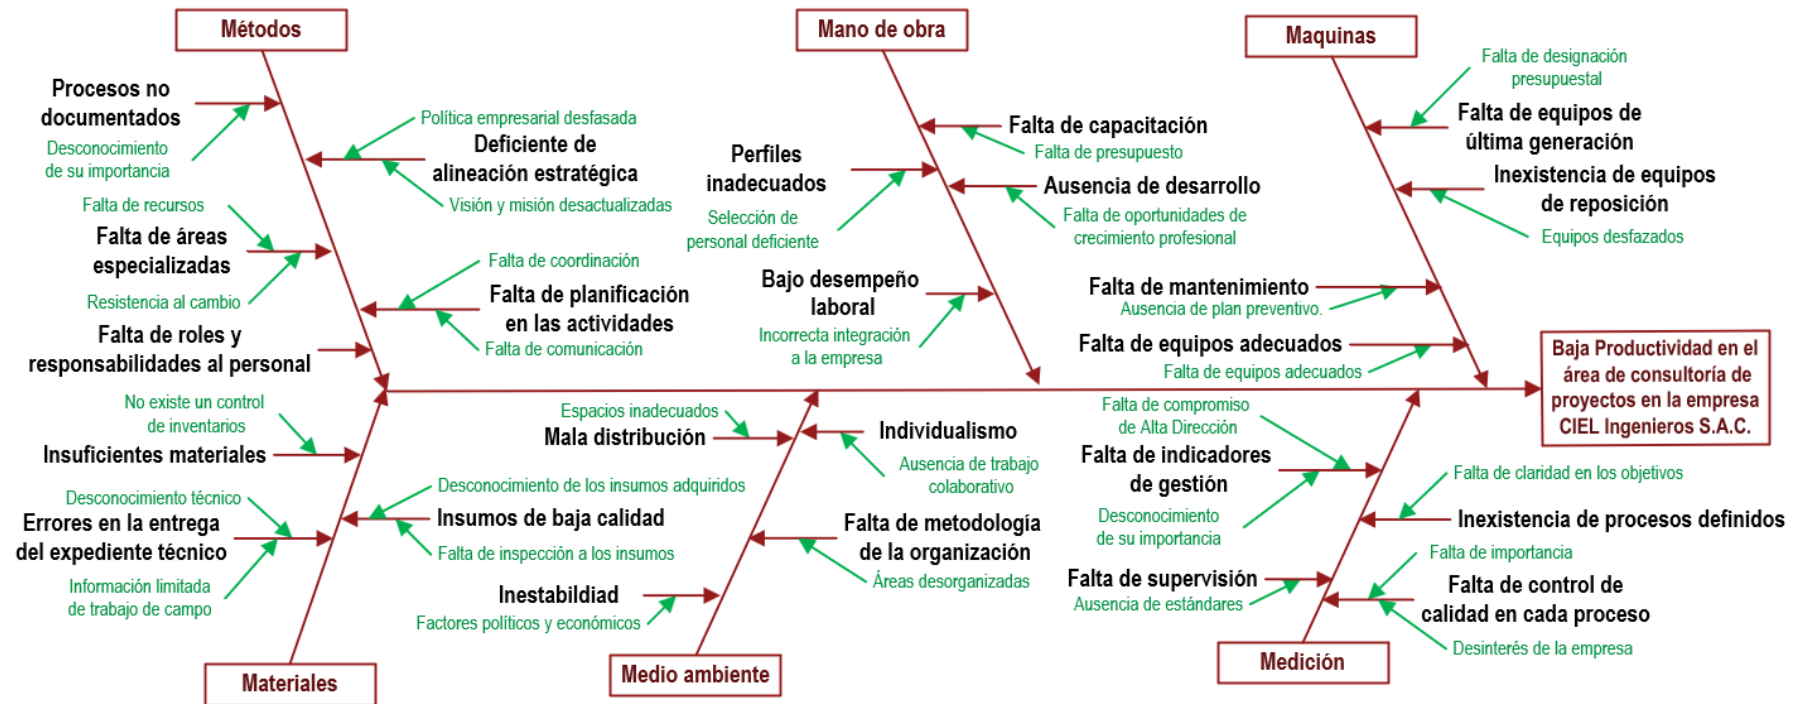 Métodos
Procesos no
documentados
Desconocimiento
de su importancia
Política empresarial desfasada
Deficiente de
alineación estratégica
Visión y misión desactualizadas
Falta de recursos
Falta de áreas
especializadas
Resistencia al cambio
Falta de coordinación
Falta de planificación
en las actividades
Falta de comunicación
Falta de roles y
responsabilidades al personal
Mano de obra
Falta de capacitación
Falta de presupuesto
Perfiles
inadecuados
Selección de
personal deficiente
Ausencia de desarrollo
Falta de oportunidades de
crecimiento profesional
Bajo desempeño
laboral
Incorrecta integración
a la empresa
Maquinas
Falta de designación
presupuestal
Falta de equipos de
última generación
Inexistencia de equipos
de reposición
Equipos desfazados
Falta de mantenimiento
Ausencia de plan preventivo.
Falta de equipos adecuados
Falta de equipos adecuados
Baja Productividad en el
área de consultoría de
proyectos en la empresa
CIEL Ingenieros S.A.C.
No existe un control
de inventarios
Insuficientes materiales
Desconocimiento técnico
Errores en la entrega
del expediente técnico
Información limitada
de trabajo de campo
Desconocimiento de los insumos adquiridos
Insumos de baja calidad
Falta de inspección a los insumos
Materiales
Espacios inadecuados
Mala distribución
Individualismo
Ausencia de trabajo
colaborativo
Falta de metodología
de la organización
Áreas desorganizadas
Inestabildiad
Factores políticos y económicos
Medio ambiente
Falta de compromiso
de Alta Dirección
Falta de indicadores
de gestión
Desconocimiento
de su importancia
Falta de claridad en los objetivos
Inexistencia de procesos definidos
Falta de supervisión
Ausencia de estándares
Falta de importancia
Falta de control de
calidad en cada proceso
Desinterés de la empresa
Medición